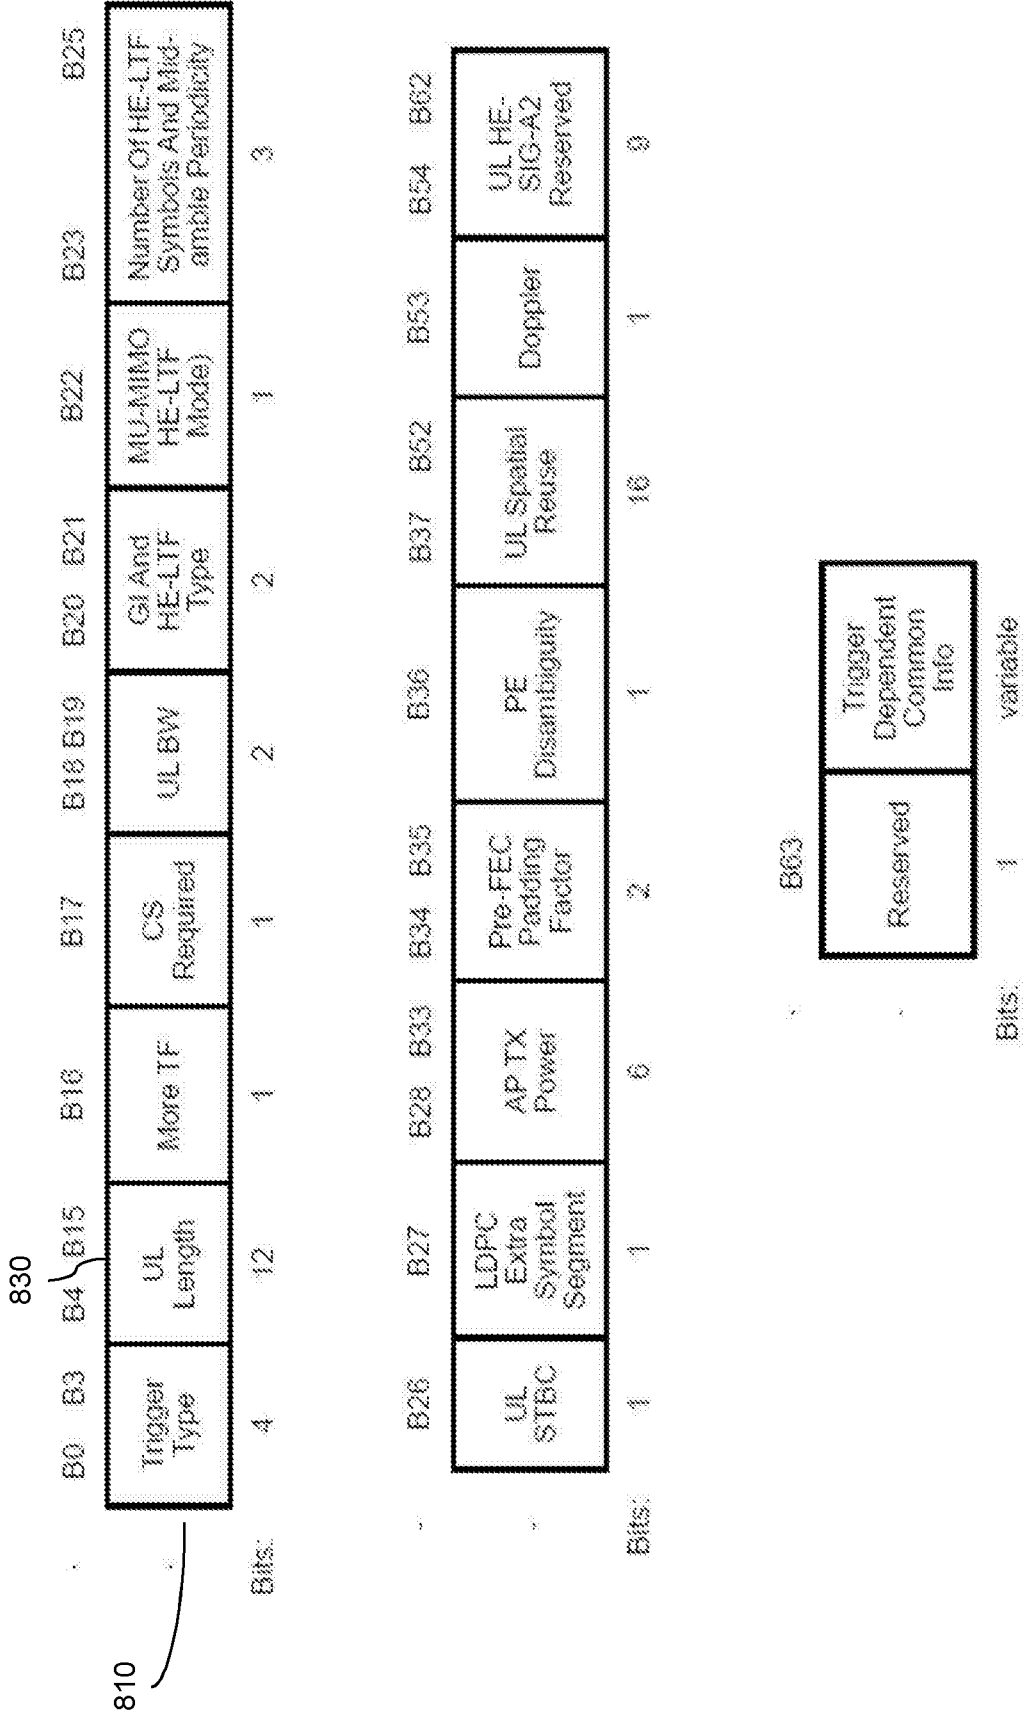 810
830
B0 B3 B4 B15 B16 B17 B18 B19 B20 B21 B22 B23 B25
Trigger
Type
UL
Length
More TF
CS
Required
UL BW
GI And
HE-LTF
Type
MU-MIMO
HE-LTF
Mode)
Number Of HE-LTF
Symbols And Mid-
amble Periodicity
Bits: 4 12 1 1 2 2 1 3
B26 B27 B28 B33 B34 B35 B36 B37 B52 B53 B54 B62
UL
STBC
LDPC
Extra
Symbol
Segment
AP TX
Power
Pre-FEC
Padding
Factor
PE
Disambiguity
UL Spatial
Reuse
Doppler
UL HE-
SIG-A2
Reserved
Bits: 1 1 6 2 1 16 1 9
B63
Reserved
Trigger
Dependent
Common
Info
Bits: 1 variable